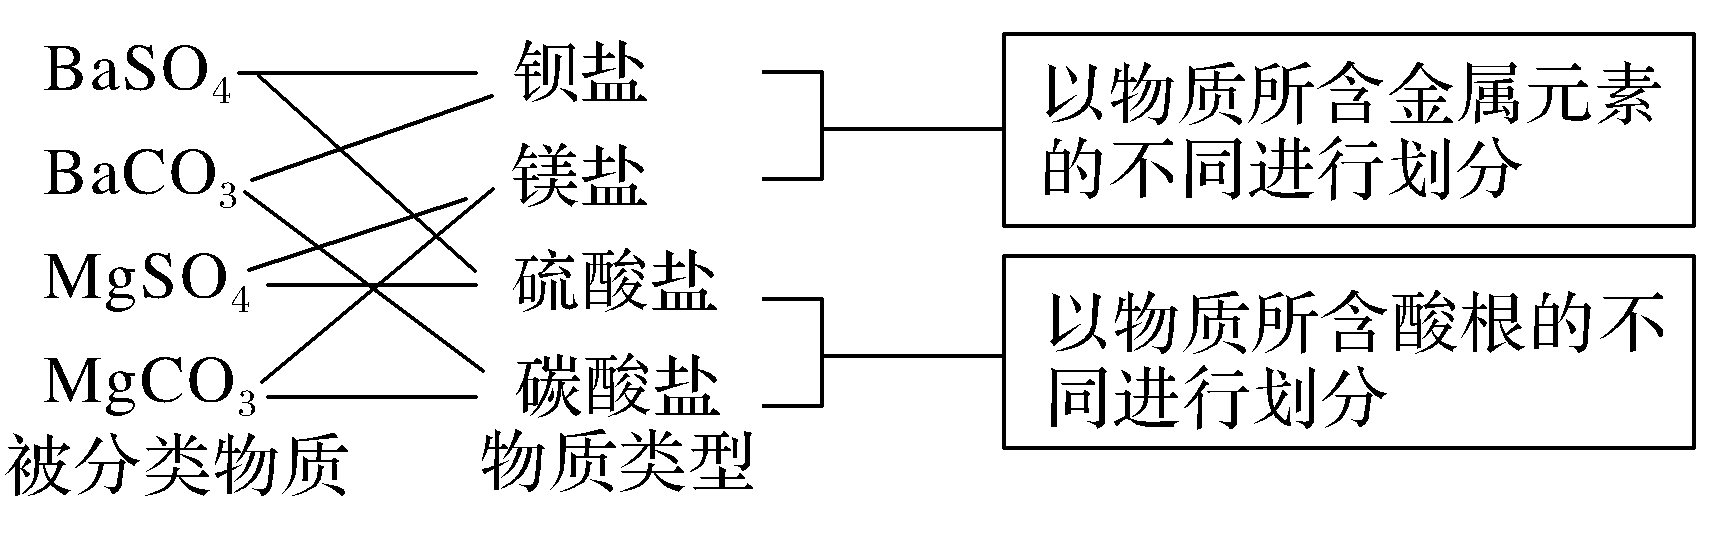 BaSO₄
BaCO₃
MgSO₄
MgCO₃
被分类物质
钡盐
镁盐
硫酸盐
碳酸盐
物质类型
以物质所含金属元素
的不同进行划分
以物质所含酸根的不
同进行划分